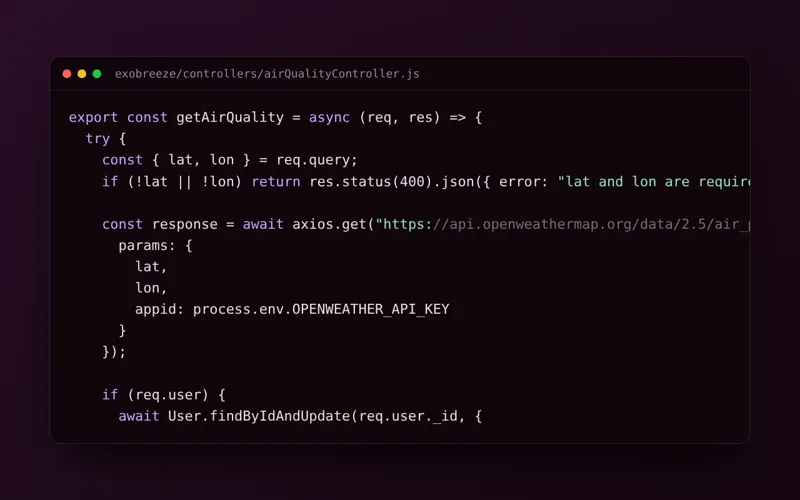 exobreeze/controllers/airQualityController.js
export const getAirQuality = async (req, res) => {
try {
const { lat, lon } = req.query;
if (!lat || !lon) return res.status(400).json({ error: "lat and lon are require
const response = await axios.get("https://api.openweathermap.org/data/2.5/air_p
params: {
lat,
lon,
appid: process.env.OPENWEATHER_API_KEY
}
});
if (req.user) {
await User.findByIdAndUpdate(req.user._id, {